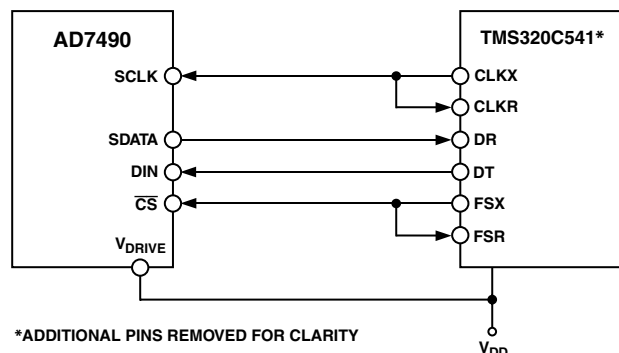 AD7490
TMS320C541*
SCLK
CLKX
CLKR
SDATA
DR
DIN
DT
CS
FSX
FSR
VDRIVE
*ADDITIONAL PINS REMOVED FOR CLARITY
VDD